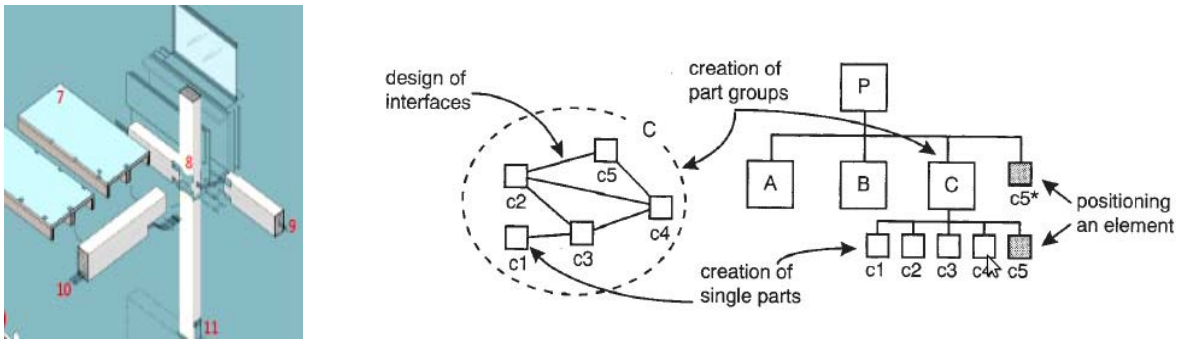 7
8
9
10
11
design of
interfaces
C
c5
c2
c4
c1
c3
creation of
part groups
P
A
B
C
c5*
positioning
an element
c1
c2
c3
c4
c5
creation of
single parts